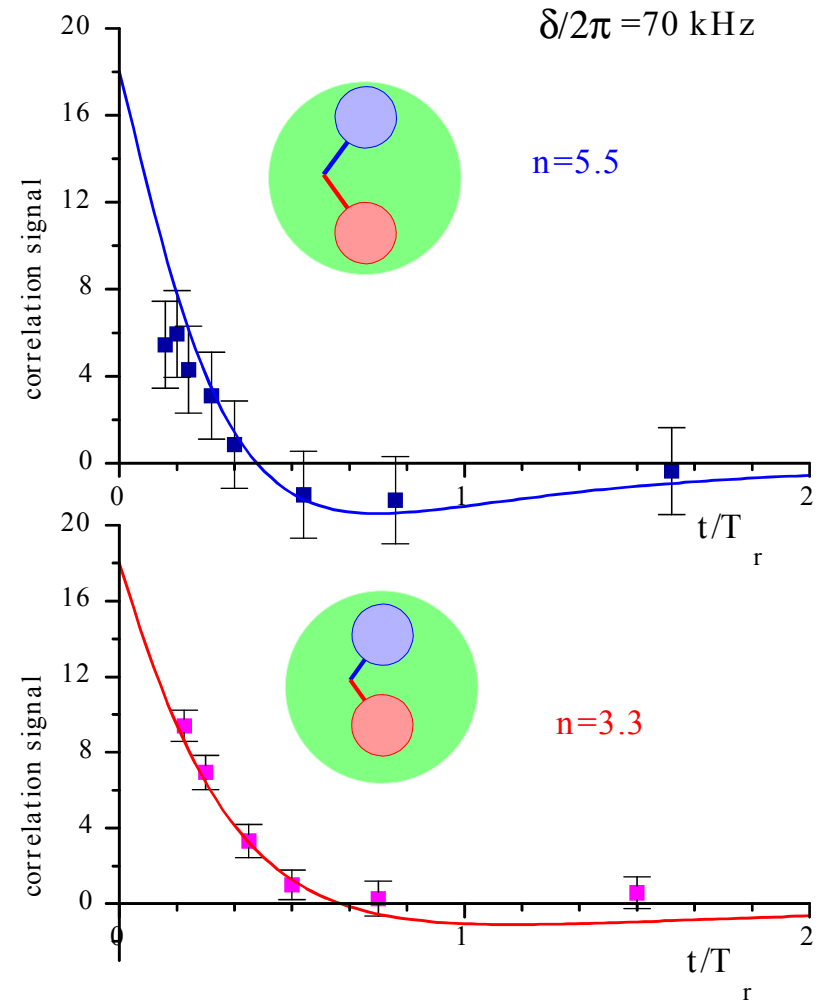 δ/2π =70 kHz
20
16
12
8
4
0
correlation signal
n=5.5
0
1
2
t/T
r
20
16
12
8
4
0
correlation signal
n=3.3
0
1
2
t/T
r